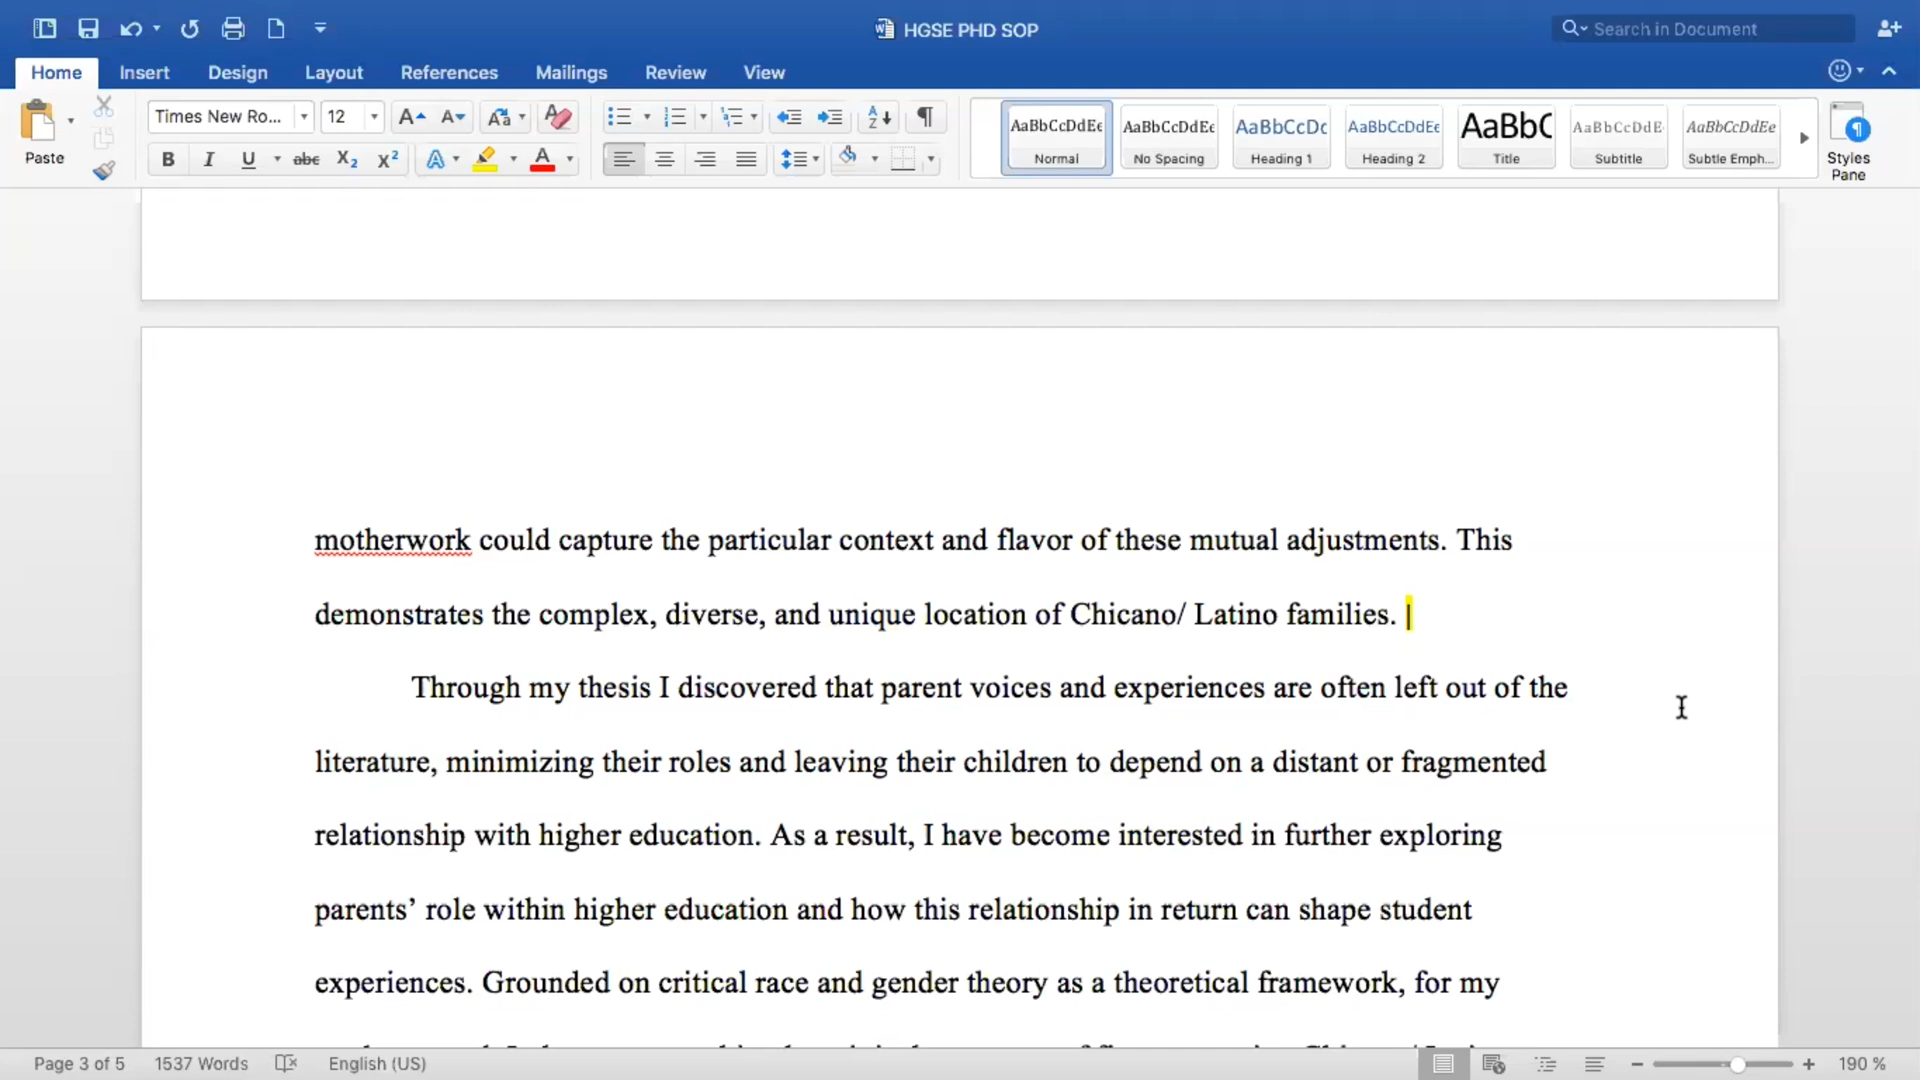 HGSE PHD SOP
Search in Document
Home Insert Design Layout References Mailings Review View
Paste
Times New Ro... 12
B I U abc X2 X2 A A
AaBbCcDdEe AaBbCcDdEe AaBbCcDc AaBbCcDdEe AaBbC AaBbCcDdE AaBbCcDdEe
Normal No Spacing Heading 1 Heading 2 Title Subtitle Subtle Emph...
Styles
Pane
motherwork could capture the particular context and flavor of these mutual adjustments. This
demonstrates the complex, diverse, and unique location of Chicano/ Latino families.
Through my thesis I discovered that parent voices and experiences are often left out of the
literature, minimizing their roles and leaving their children to depend on a distant or fragmented
relationship with higher education. As a result, I have become interested in further exploring
parents’ role within higher education and how this relationship in return can shape student
experiences. Grounded on critical race and gender theory as a theoretical framework, for my
Page 3 of 5 1537 Words English (US) 190 %